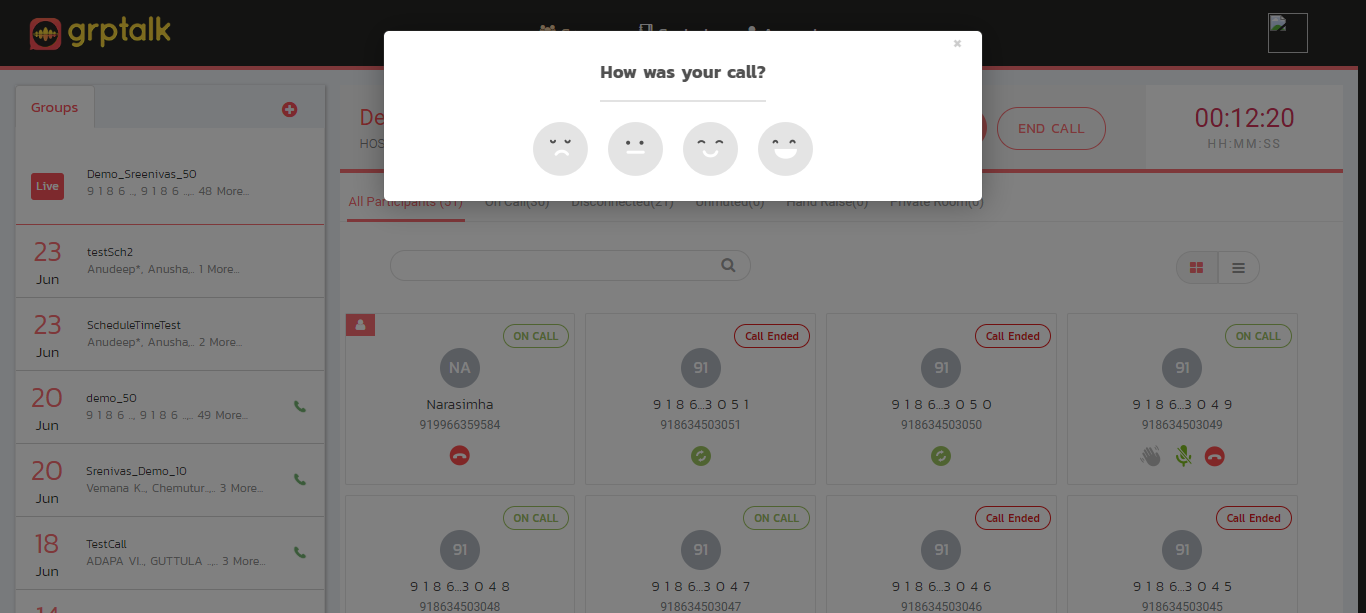 grptalk
×
How was your call?
Groups
De
HOS
END CALL
00:12:20
HH:MM:SS
Live
Demo_Sreenivas_50
9 1 8 6 .., 9 1 8 6 ..,.. 48 More...
All Participants (51)
On Call(30)
Disconnected(21)
Unmuted(0)
Hand Raise(0)
Private Room(0)
23
Jun
testSch2
Anudeep*, Anusha,.. 1 More...
23
Jun
ScheduleTimeTest
Anudeep*, Anusha,.. 2 More...
20
Jun
demo_50
9 1 8 6 .., 9 1 8 6 ..,.. 49 More...
20
Jun
Srenivas_Demo_10
Vemana K.., Chemutur..,.. 3 More...
18
Jun
TestCall
ADAPA VI.., GUTTULA ..,.. 3 More...
ON CALL
NA
Narasimha
919966359584
Call Ended
91
9 1 8 6...3 0 5 1
918634503051
Call Ended
91
9 1 8 6...3 0 5 0
918634503050
ON CALL
91
9 1 8 6...3 0 4 9
918634503049
ON CALL
91
9 1 8 6...3 0 4 8
918634503048
ON CALL
91
9 1 8 6...3 0 4 7
918634503047
Call Ended
91
9 1 8 6...3 0 4 6
918634503046
Call Ended
91
9 1 8 6...3 0 4 5
918634503045